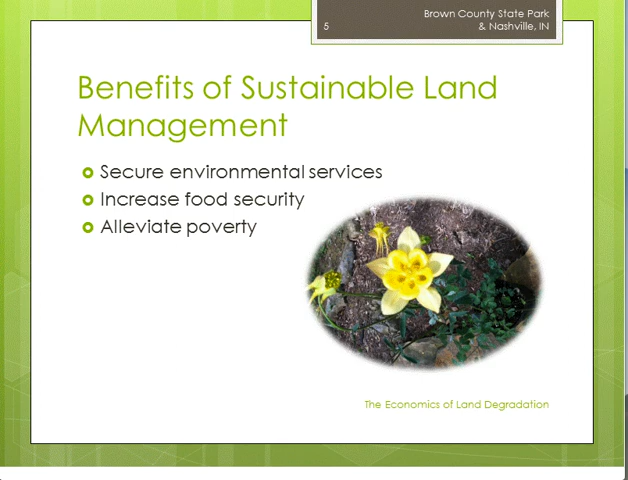 Brown County State Park
5
& Nashville, IN
Benefits of Sustainable Land
Management
Secure environmental services
Increase food security
Alleviate poverty
The Economics of Land Degradation